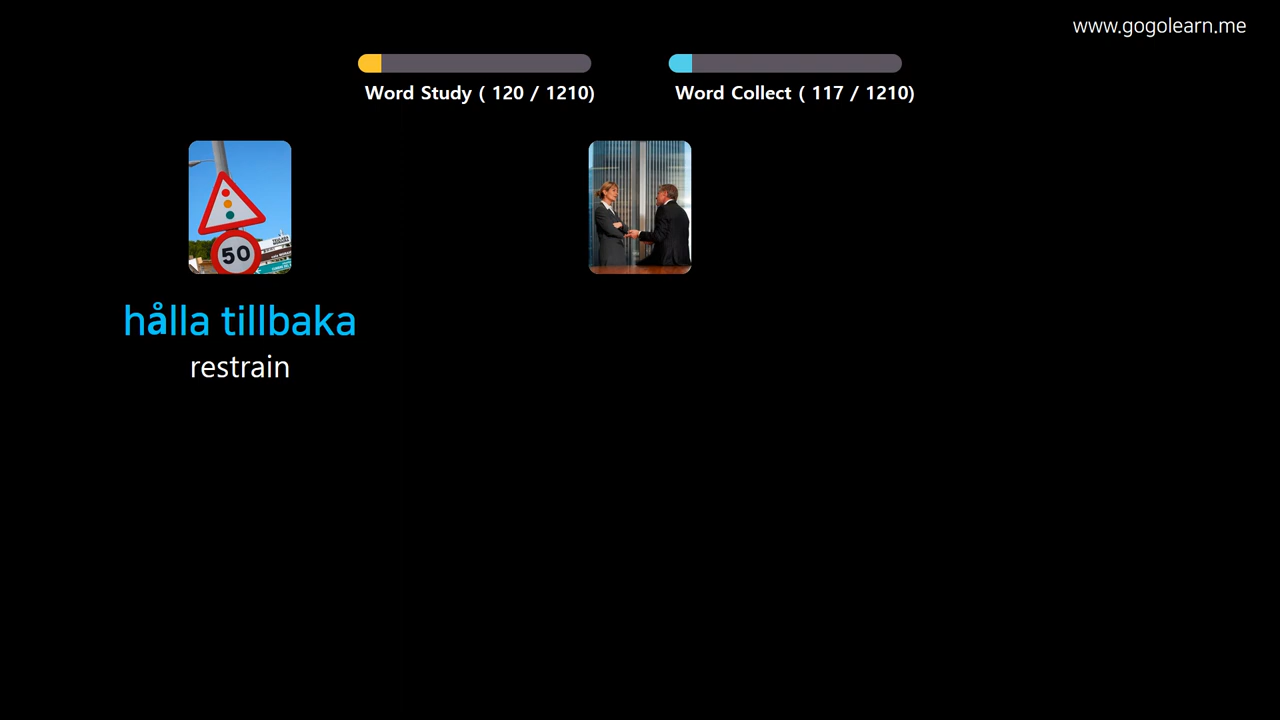 www.gogolearn.me
Word Study ( 120 / 1210)
Word Collect ( 117 / 1210)
50
hålla tillbaka
restrain